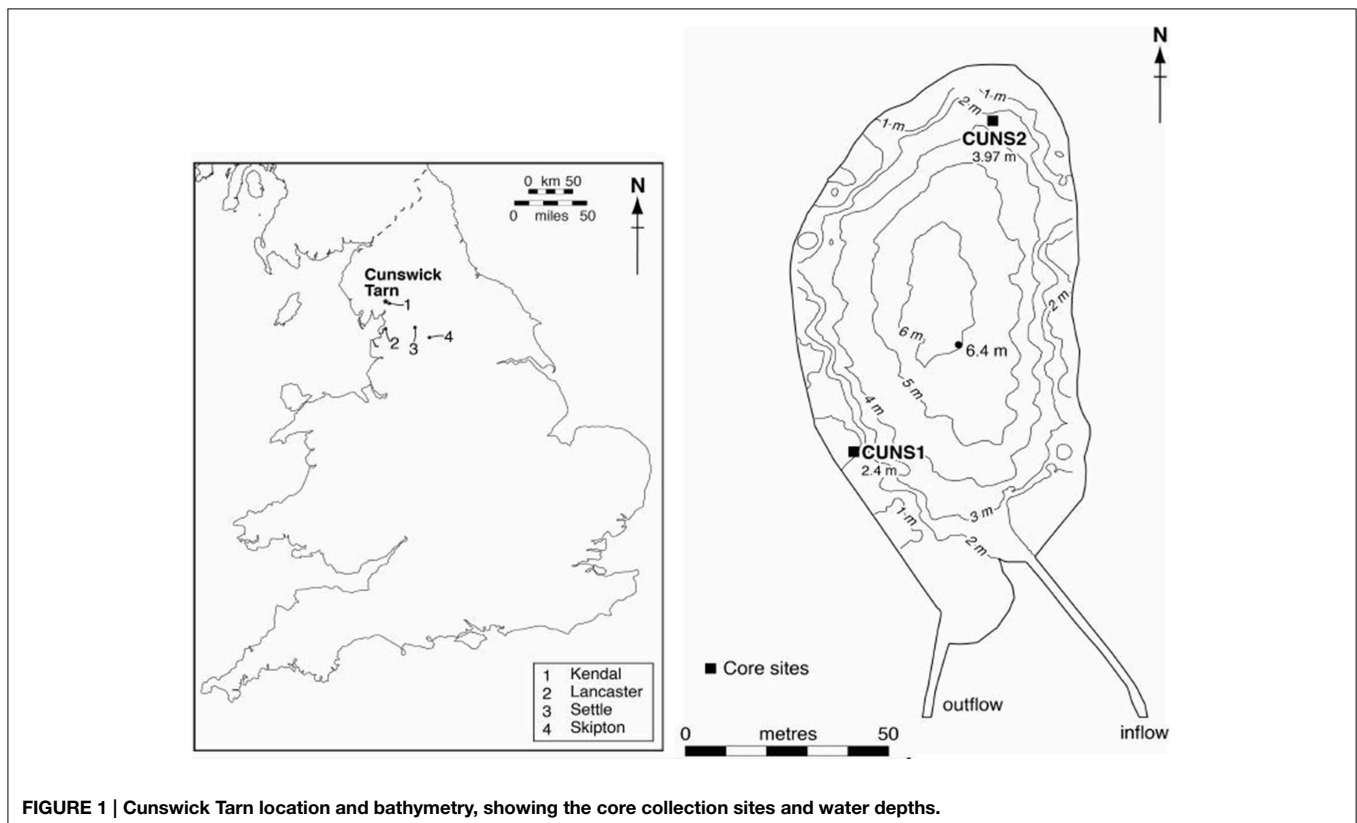 0 km 50
0 miles 50
N
Cunswick
Tarn
1
2
3
4
1 Kendal
2 Lancaster
3 Settle
4 Skipton
N
1 m
2 m
1 m
CUNS2
3.97 m
2 m
6 m
6.4 m
5 m
4 m
CUNS1
2.4 m
1 m
3 m
2 m
Core sites
outflow
inflow
0 metres 50
FIGURE 1 | Cunswick Tarn location and bathymetry, showing the core collection sites and water depths.